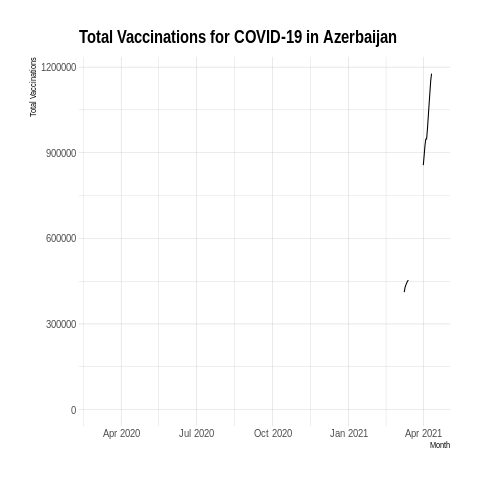 Total Vaccinations for COVID-19 in Azerbaijan
Total Vaccinations
1200000
900000
600000
300000
0
Apr 2020 Jul 2020 Oct 2020 Jan 2021 Apr 2021
Month